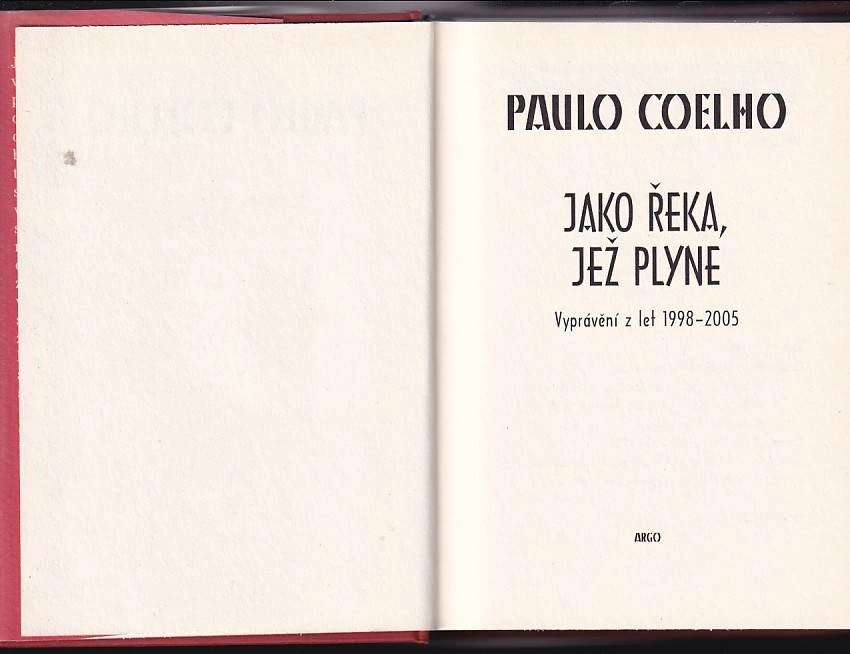 PAULO COELHO
JAKO ŘEKA,
JEŽ PLYNE
Vyprávění z let 1998–2005
ARGO